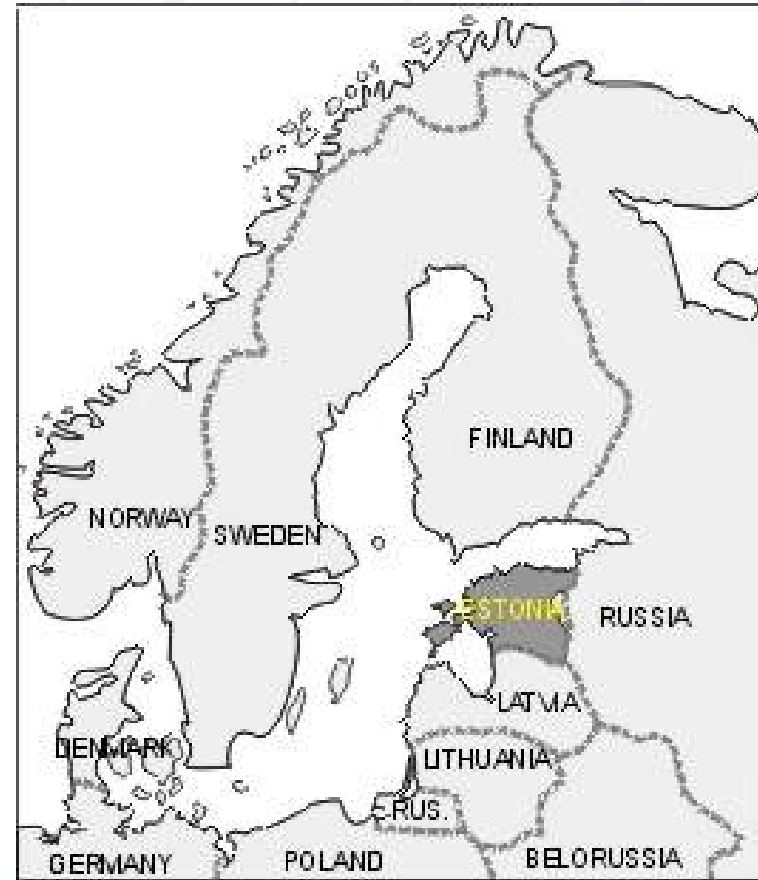 FINLAND
NORWAY
SWEDEN
ESTONIA
RUSSIA
LATVIA
DENMARK
LITHUANIA
RUS.
GERMANY
POLAND
BELORUSSIA